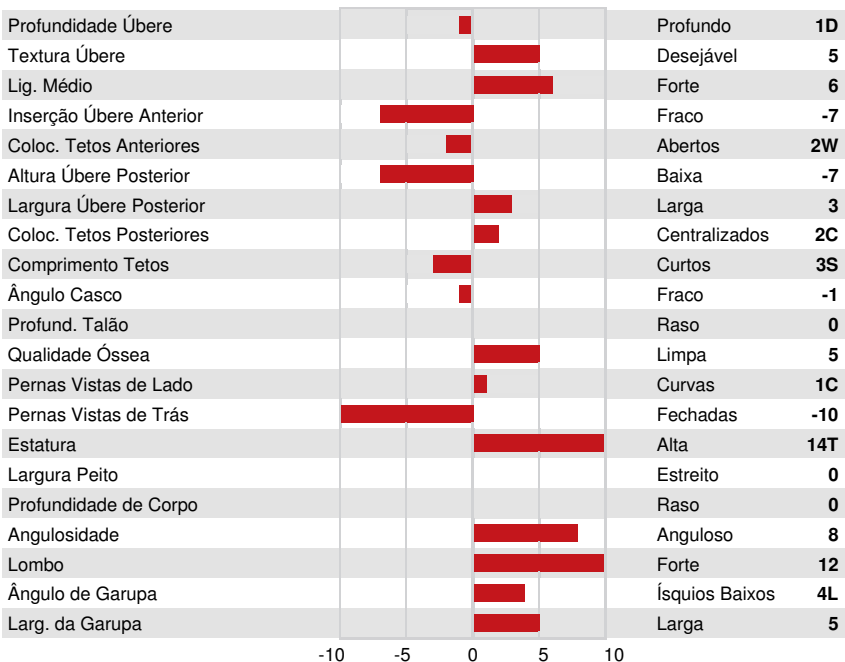 Profundidade Úbere Profundo 1D
Textura Úbere Desejável 5
Lig. Médio Forte 6
Inserção Úbere Anterior Fraco -7
Coloc. Tetos Anteriores Abertos 2W
Altura Úbere Posterior Baixa -7
Largura Úbere Posterior Larga 3
Coloc. Tetos Posteriores Centralizados 2C
Comprimento Tetos Curtos 3S
Ângulo Casco Fraco -1
Profund. Talão Raso 0
Qualidade Óssea Limpa 5
Pernas Vistas de Lado Curvas 1C
Pernas Vistas de Trás Fechadas -10
Estatura Alta 14T
Largura Peito Estreito 0
Profundidade de Corpo Raso 0
Angulosidade Anguloso 8
Lombo Forte 12
Ângulo de Garupa Ísquios Baixos 4L
Larg. da Garupa Larga 5
-10 -5 0 5 10